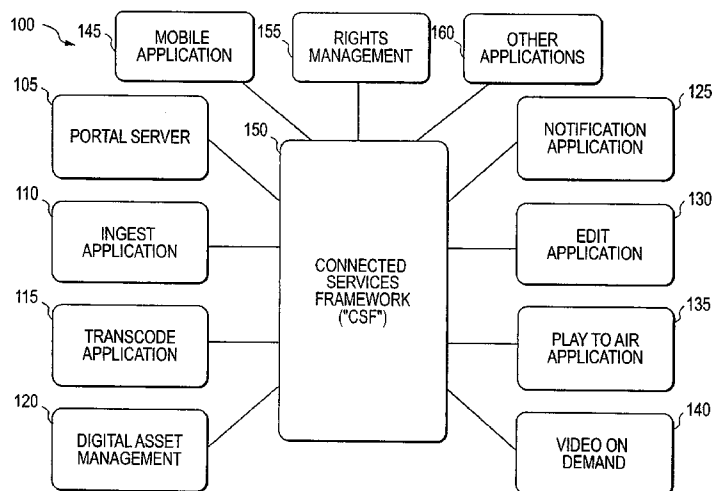 100
145
MOBILE
APPLICATION
155
RIGHTS
MANAGEMENT
160
OTHER
APPLICATIONS
105
PORTAL SERVER
150
CONNECTED
SERVICES
FRAMEWORK
("CSF")
125
NOTIFICATION
APPLICATION
110
INGEST
APPLICATION
130
EDIT
APPLICATION
115
TRANSCODE
APPLICATION
135
PLAY TO AIR
APPLICATION
120
DIGITAL ASSET
MANAGEMENT
140
VIDEO ON
DEMAND